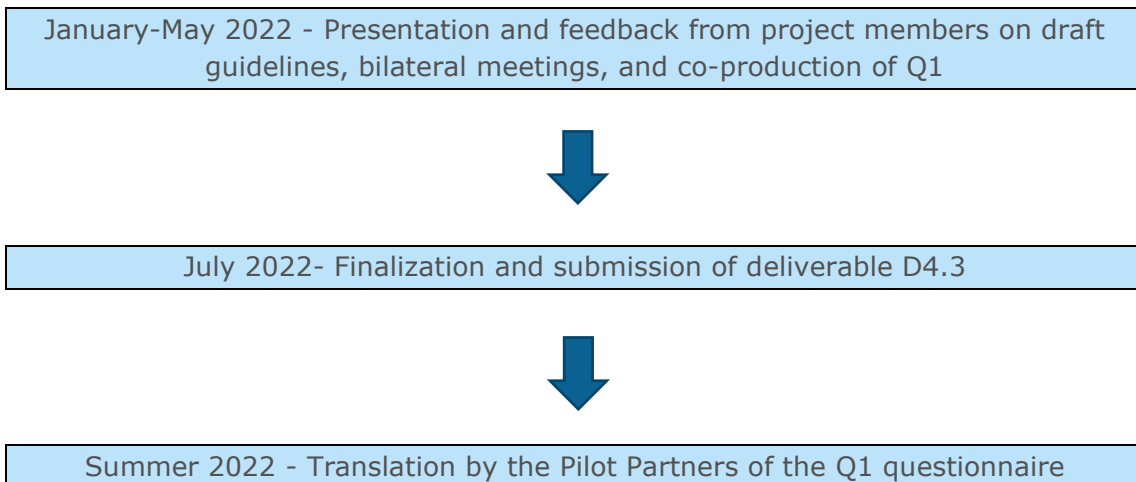 January-May 2022 - Presentation and feedback from project members on draft
guidelines, bilateral meetings, and co-production of Q1
July 2022- Finalization and submission of deliverable D4.3
Summer 2022 - Translation by the Pilot Partners of the Q1 questionnaire